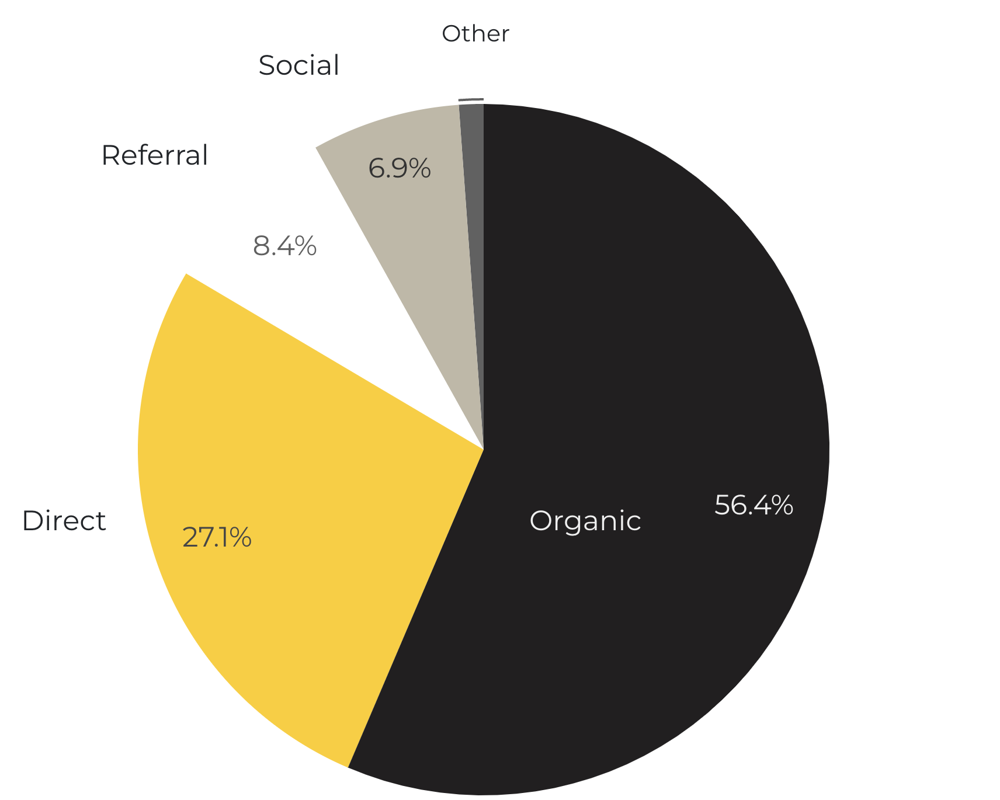 Other
Social
Referral
6.9%
8.4%
Direct
27.1%
Organic
56.4%